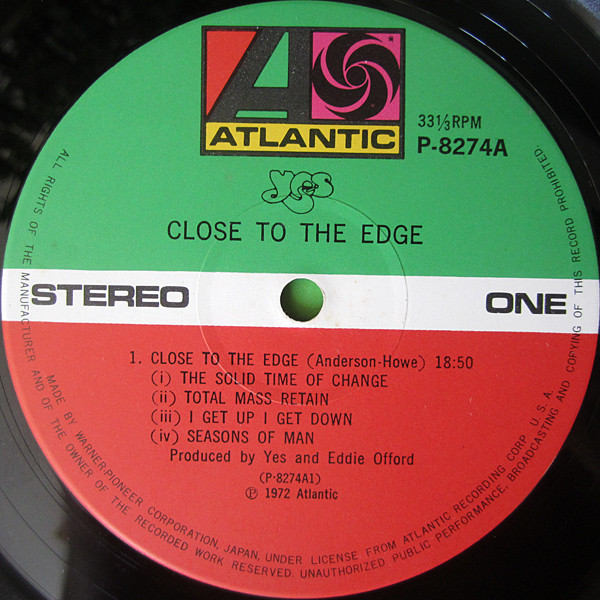 ATLANTIC
33⅓RPM
P-8274A
yes
CLOSE TO THE EDGE
STEREO
ONE
1. CLOSE TO THE EDGE (Anderson-Howe) 18:50
(i) THE SOLID TIME OF CHANGE
(ii) TOTAL MASS RETAIN
(iii) I GET UP I GET DOWN
(iv) SEASONS OF MAN
Produced by Yes and Eddie Offord
(P-8274A1)
Ⓟ 1972 Atlantic
MADE BY WARNER-PIONEER CORPORATION, JAPAN, UNDER LICENSE FROM ATLANTIC RECORDING CORP. U.S.A.
ALL RIGHTS OF THE MANUFACTURER AND OF THE OWNER OF THE RECORDED WORK RESERVED. UNAUTHORIZED PUBLIC PERFORMANCE, BROADCASTING AND COPYING OF THIS RECORD PROHIBITED.